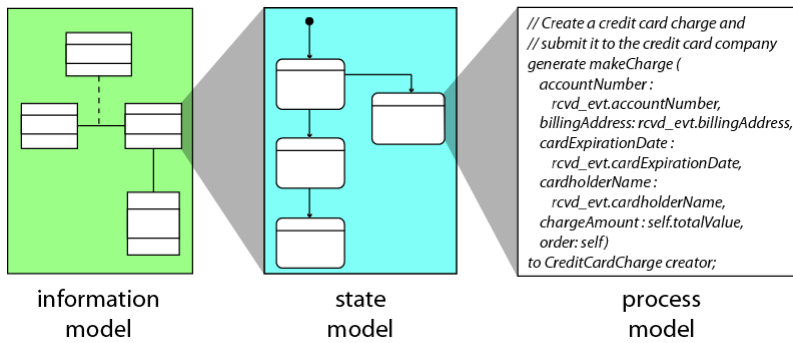 // Create a credit card charge and
// submit it to the credit card company
generate makeCharge (
accountNumber :
rcvd_evt.accountNumber,
billingAddress: rcvd_evt.billingAddress,
cardExpirationDate :
rcvd_evt.cardExpirationDate,
cardholderName :
rcvd_evt.cardholderName,
chargeAmount : self.totalValue,
order: self)
to CreditCardCharge creator;
information
model
state
model
process
model